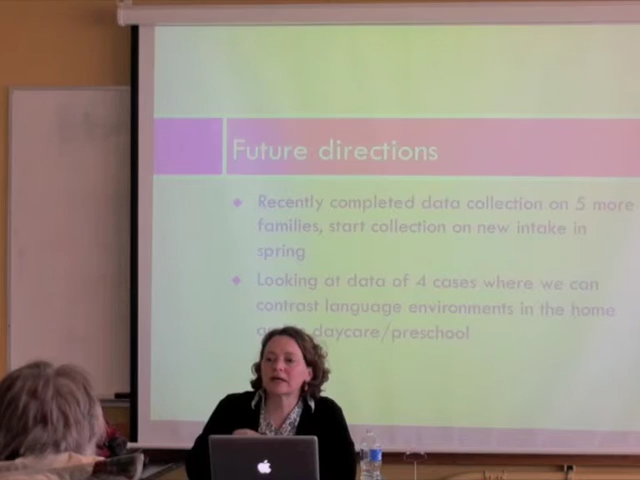 Future directions
Recently completed data collection on 5 more
families, start collection on new intake in
spring
Looking at data of 4 cases where we can
contrast language environments in the home
daycare/preschool